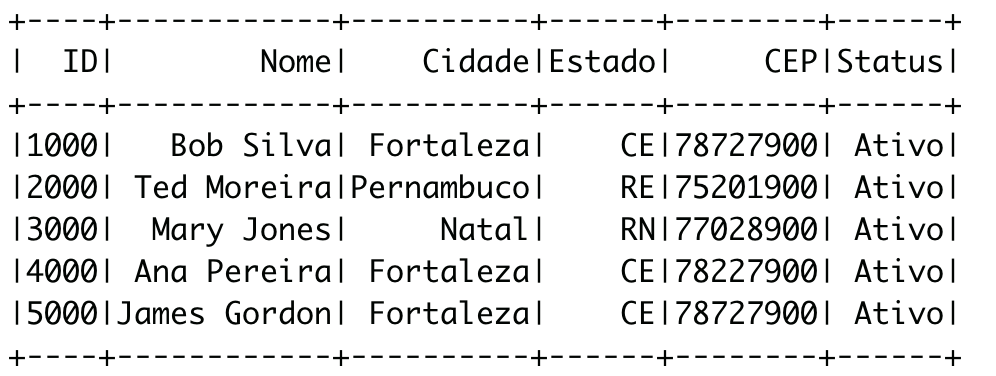 +----+------------+----------+------+--------+------+
|  ID|        Nome|    Cidade|Estado|     CEP|Status|
+----+------------+----------+------+--------+------+
|1000|   Bob Silva| Fortaleza|    CE|78727900| Ativo|
|2000| Ted Moreira|Pernambuco|    RE|75201900| Ativo|
|3000|  Mary Jones|     Natal|    RN|77028900| Ativo|
|4000| Ana Pereira| Fortaleza|    CE|78227900| Ativo|
|5000|James Gordon| Fortaleza|    CE|78727900| Ativo|
+----+------------+----------+------+--------+------+